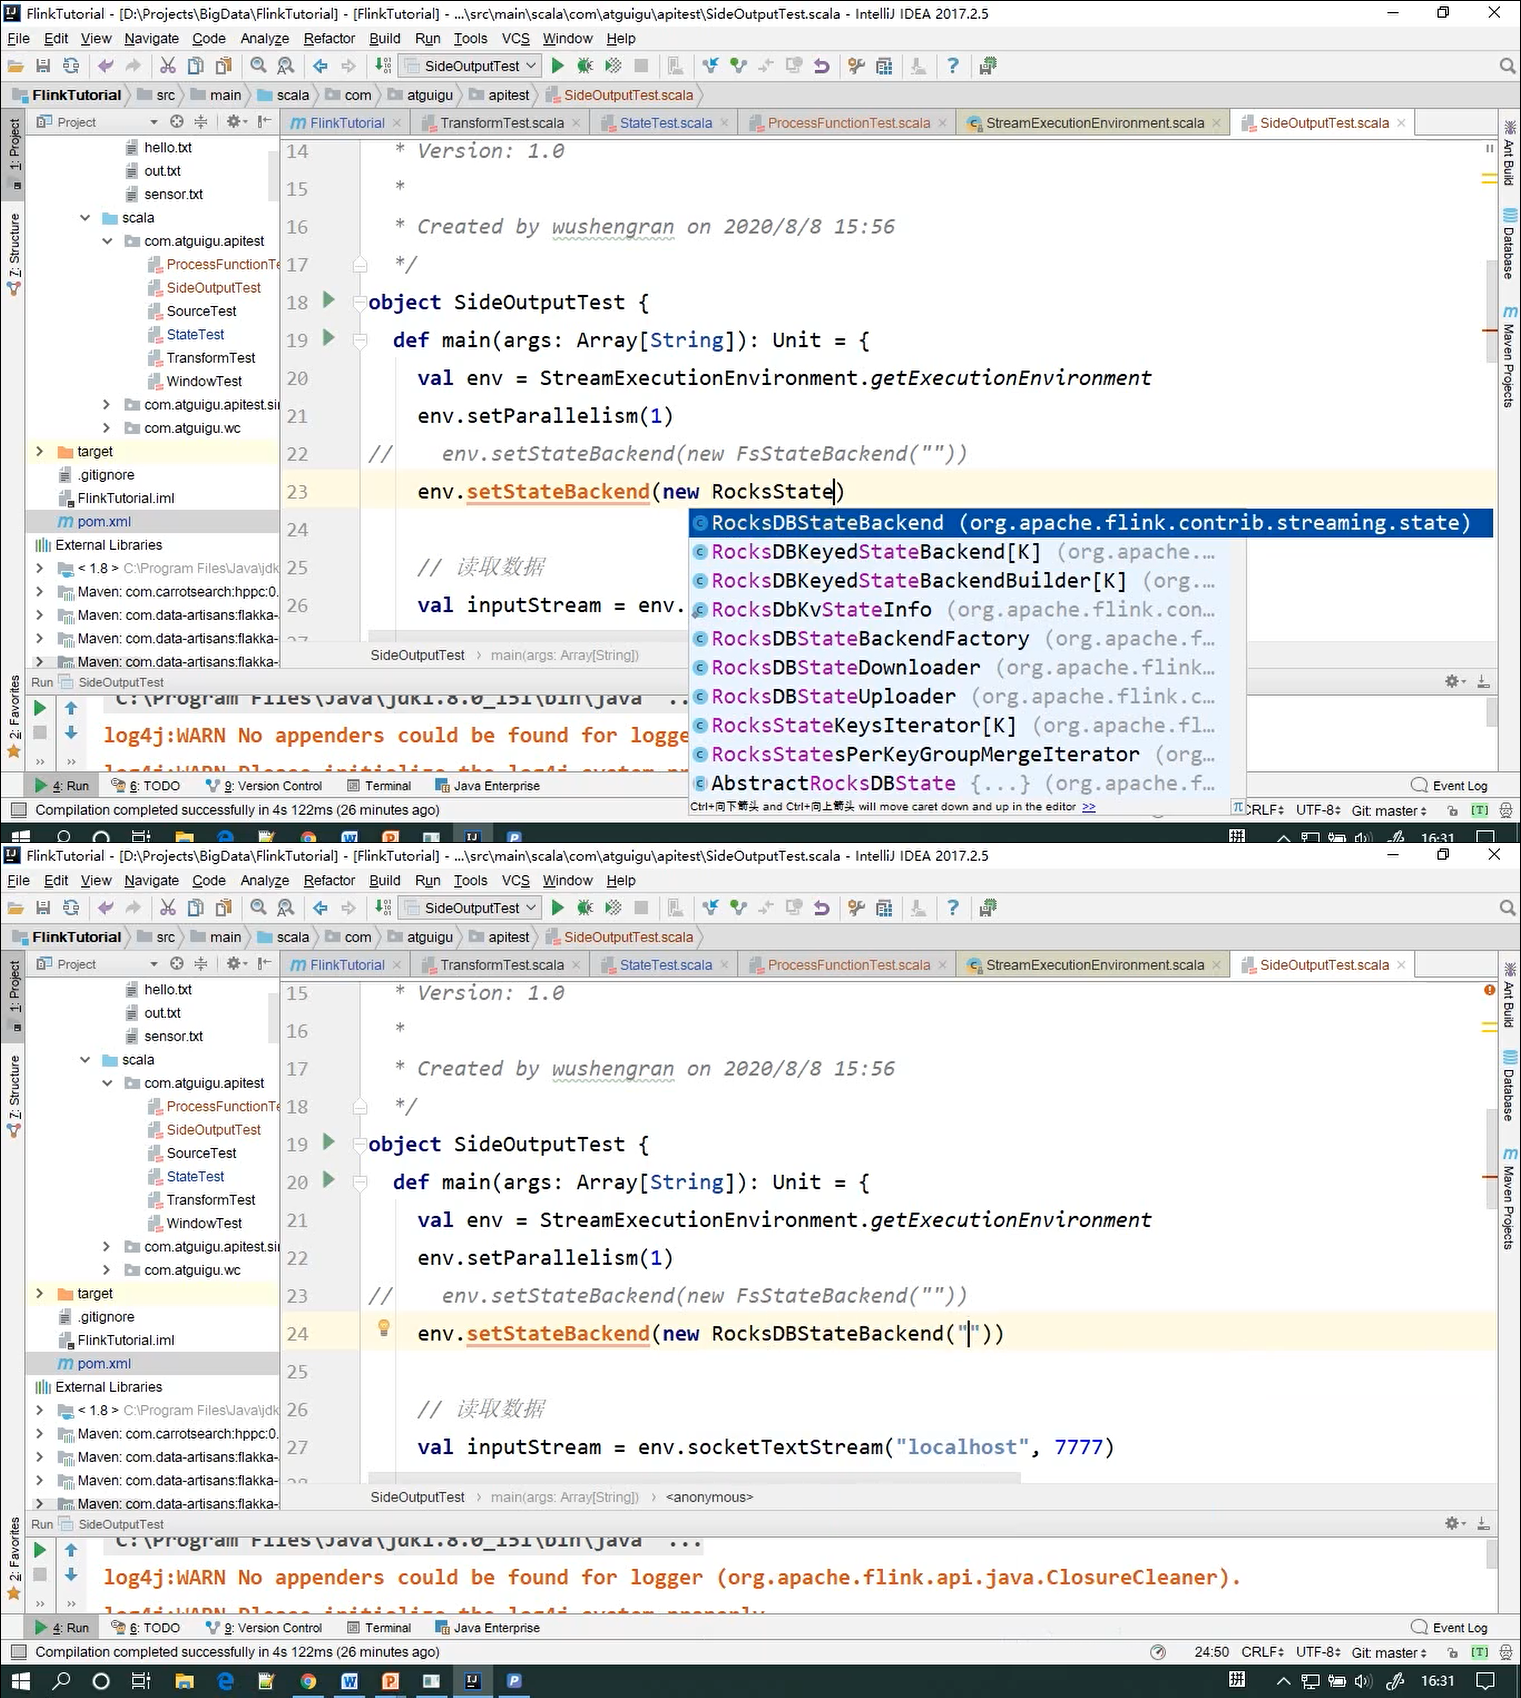 FlinkTutorial - [D:\Projects\BigData\FlinkTutorial] - [FlinkTutorial] - ...\src\main\scala\com\atguigu\apitest\SideOutputTest.scala - IntelliJ IDEA 2017.2.5
File Edit View Navigate Code Analyze Refactor Build Run Tools VCS Window Help
SideOutputTest
FlinkTutorial src main scala com atguigu apitest SideOutputTest.scala
Project FlinkTutorial TransformTest.scala StateTest.scala ProcessFunctionTest.scala StreamExecutionEnvironment.scala SideOutputTest.scala
1: Project
7: Structure
2: Favorites
Ant Build
Database
Maven Projects
hello.txt
out.txt
sensor.txt
scala
com.atguigu.apitest
ProcessFunctionTe
SideOutputTest
SourceTest
StateTest
TransformTest
WindowTest
com.atguigu.apitest.sin
com.atguigu.wc
target
.gitignore
FlinkTutorial.iml
pom.xml
External Libraries
< 1.8 > C:\Program Files\Java\jdk
Maven: com.carrotsearch:hppc:0.
Maven: com.data-artisans:flakka-
Maven: com.data-artisans:flakka-
Maven: com.data-artisans:flakka-
14 * Version: 1.0
15 *
16 * Created by wushengran on 2020/8/8 15:56
17 */
18 object SideOutputTest {
19 def main(args: Array[String]): Unit = {
20 val env = StreamExecutionEnvironment.getExecutionEnvironment
21 env.setParallelism(1)
22 // env.setStateBackend(new FsStateBackend(""))
23 env.setStateBackend(new RocksState)
24
25 // 读取数据
26 val inputStream = env.
27
RocksDBStateBackend (org.apache.flink.contrib.streaming.state)
RocksDBKeyedStateBackend[K] (org.apache....
RocksDBKeyedStateBackendBuilder[K] (org....
RocksDbKvStateInfo (org.apache.flink.con...
RocksDBStateBackendFactory (org.apache.f...
RocksDBStateDownloader (org.apache.flink...
RocksDBStateUploader (org.apache.flink.c...
RocksStateKeysIterator[K] (org.apache.fl...
RocksStatesPerKeyGroupMergeIterator (org...
AbstractRocksDBState {...} (org.apache.f...
Ctrl+向下箭头 and Ctrl+向上箭头 will move caret down and up in the editor >>
SideOutputTest main(args: Array[String])
Run SideOutputTest
C:\Program Files\Java\jdk1.8.0_151\bin\java ...
log4j:WARN No appenders could be found for logge
log4j:WARN Please initialize the log4j system pr
4: Run 6: TODO 9: Version Control Terminal Java Enterprise Event Log
Compilation completed successfully in 4s 122ms (26 minutes ago) CRLF UTF-8 Git: master [T]
16:31
FlinkTutorial - [D:\Projects\BigData\FlinkTutorial] - [FlinkTutorial] - ...\src\main\scala\com\atguigu\apitest\SideOutputTest.scala - IntelliJ IDEA 2017.2.5
File Edit View Navigate Code Analyze Refactor Build Run Tools VCS Window Help
SideOutputTest
FlinkTutorial src main scala com atguigu apitest SideOutputTest.scala
Project FlinkTutorial TransformTest.scala StateTest.scala ProcessFunctionTest.scala StreamExecutionEnvironment.scala SideOutputTest.scala
1: Project
7: Structure
2: Favorites
Ant Build
Database
Maven Projects
hello.txt
out.txt
sensor.txt
scala
com.atguigu.apitest
ProcessFunctionTe
SideOutputTest
SourceTest
StateTest
TransformTest
WindowTest
com.atguigu.apitest.sin
com.atguigu.wc
target
.gitignore
FlinkTutorial.iml
pom.xml
External Libraries
< 1.8 > C:\Program Files\Java\jdk
Maven: com.carrotsearch:hppc:0.
Maven: com.data-artisans:flakka-
Maven: com.data-artisans:flakka-
Maven: com.data-artisans:flakka-
15 * Version: 1.0
16 *
17 * Created by wushengran on 2020/8/8 15:56
18 */
19 object SideOutputTest {
20 def main(args: Array[String]): Unit = {
21 val env = StreamExecutionEnvironment.getExecutionEnvironment
22 env.setParallelism(1)
23 // env.setStateBackend(new FsStateBackend(""))
24 env.setStateBackend(new RocksDBStateBackend(""))
25
26 // 读取数据
27 val inputStream = env.socketTextStream("localhost", 7777)
28
SideOutputTest main(args: Array[String]) <anonymous>
Run SideOutputTest
C:\Program Files\Java\jdk1.8.0_151\bin\java ...
log4j:WARN No appenders could be found for logger (org.apache.flink.api.java.ClosureCleaner).
log4j:WARN Please initialize the log4j system properly.
4: Run 6: TODO 9: Version Control Terminal Java Enterprise Event Log
Compilation completed successfully in 4s 122ms (26 minutes ago) 24:50 CRLF UTF-8 Git: master [T]
16:31